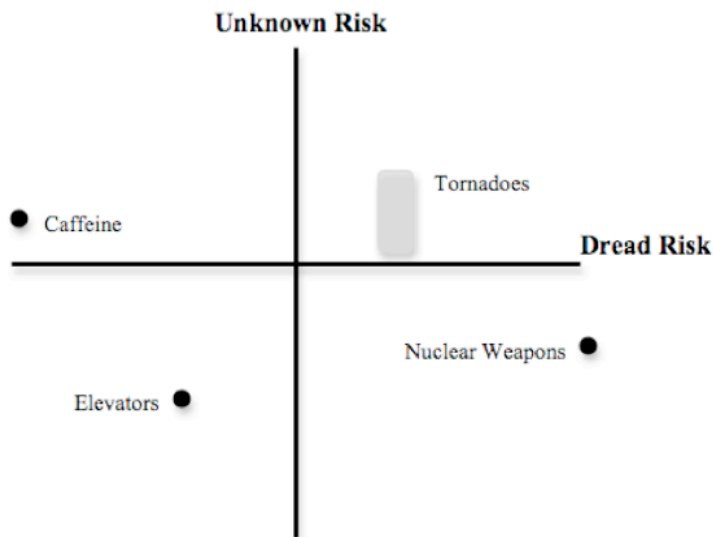 Unknown Risk
Tornadoes
Caffeine
Dread Risk
Nuclear Weapons
Elevators